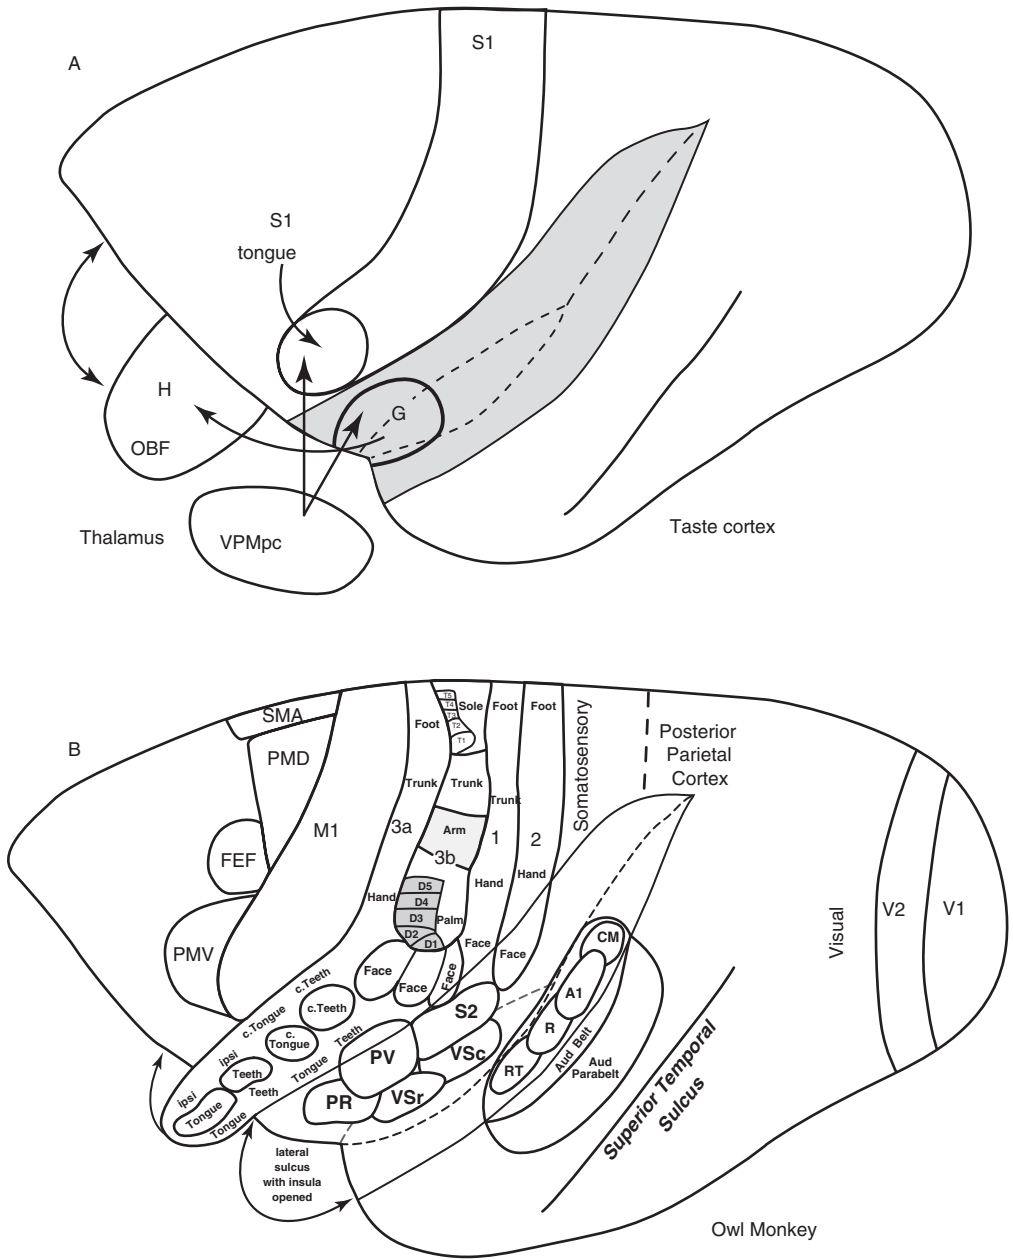 A
S1
S1
tongue
H
G
OBF
Thalamus
VPMpc
Taste cortex
B
SMA
PMD
M1
FEF
PMV
Foot
T5
T4
T3
T2
T1
Sole
Foot
Foot
Somatosensory
Posterior
Parietal
Cortex
Trunk
Trunk
Trunk
3a
Arm
3b
1
2
Hand
D5
D4
D3
D2
D1
Palm
Hand
Hand
Face
Face
Face
Face
Face
Visual
V2
V1
c.Teeth
c.Teeth
c.Tongue
c.
Tongue
Teeth
ipsi
Teeth
Tongue
Teeth
ipsi
Tongue
Tongue
S2
PV
VSc
PR
VSr
CM
A1
R
RT
Aud Belt
Aud
Parabelt
Superior Temporal
Sulcus
lateral
sulcus
with insula
opened
Owl Monkey